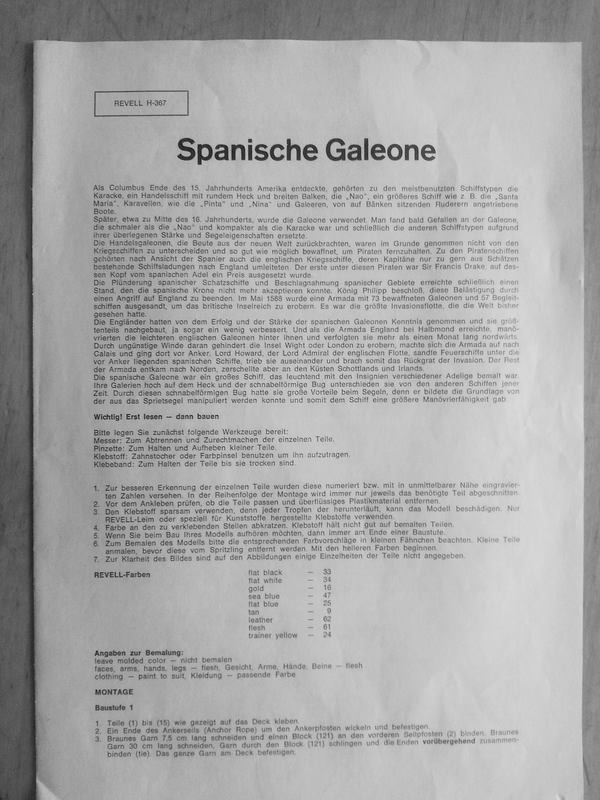 REVELL H-367
Spanische Galeone
Als Columbus Ende des 15. Jahrhunderts Amerika entdeckte, gehörten zu den meistbenutzten Schiffstypen die
Karacke, ein Handelsschiff mit rundem Heck und breiten Balken, die „Nao", ein größeres Schiff wie z. B. die „Santa
Maria", Karavellen, wie die „Pinta" und „Nina" und Galeeren, von auf Bänken sitzenden Ruderern angetriebene
Boote.
Später, etwa zu Mitte des 16. Jahrhunderts, wurde die Galeone verwendet. Man fand bald Gefallen an der Galeone,
die schmaler als die „Nao" und kompakter als die Karacke war und schließlich die anderen Schiffstypen aufgrund
ihrer überlegenen Stärke und Segeleigenschaften ersetzte.
Die Handelsgaleonen, die Beute aus der neuen Welt zurückbrachten, waren im Grunde genommen nicht von den
Kriegsschiffen zu unterscheiden und so gut wie möglich bewaffnet, um Piraten fernzuhalten. Zu den Piratenschiffen
gehörten nach Ansicht der Spanier auch die englischen Kriegsschiffe, deren Kapitäne nur zu gern aus Schätzen
bestehende Schiffsladungen nach England umleiteten. Der erste unter diesen Piraten war Sir Francis Drake, auf des-
sen Kopf vom spanischen Adel ein Preis ausgesetzt wurde.
Die Plünderung spanischer Schatzschiffe und Beschlagnahmung spanischer Gebiete erreichte schließlich einen
Stand, den die spanische Krone nicht mehr akzeptieren konnte. König Philipp beschloß, diese Belästigung durch
einen Angriff auf England zu beenden. Im Mai 1588 wurde eine Armada mit 73 bewaffneten Galeonen und 57 Begleit-
schiffen ausgesandt, um das britische Inselreich zu erobern. Es war die größte Invasionsflotte, die die Welt bisher
gesehen hatte.
Die Engländer hatten von dem Erfolg und der Stärke der spanischen Galeonen Kenntnis genommen und sie größ-
tenteils nachgebaut, ja sogar ein wenig verbessert. Und als die Armada England bei Halbmond erreichte, manö-
vrierten die leichteren englischen Galeonen hinter ihnen und verfolgten sie mehr als einen Monat lang nordwärts.
Durch ungünstige Winde daran gehindert die Insel Wight oder London zu erobern, machte sich die Armada auf nach
Calais und ging dort vor Anker. Lord Howard, der Lord Admiral der englischen Flotte, sandte Feuerschiffe unter die
vor Anker liegenden spanischen Schiffe, trieb sie auseinander und brach somit das Rückgrat der Invasion. Der Rest
der Armada entkam nach Norden, zerschellte aber an den Küsten Schottlands und Irlands.
Die spanische Galeone war ein großes Schiff, das leuchtend mit den Insignien verschiedener Adelige bemalt war.
Ihre Galerien hoch auf dem Heck und der schnabelförmige Bug unterschieden sie von den anderen Schiffen jener
Zeit. Durch diesen schnabelförmigen Bug hatte sie große Vorteile beim Segeln, denn er bildete die Grundlage von
der aus das Sprietsegel manipuliert werden konnte und somit dem Schiff eine größere Manövrierfähigkeit gab
Wichtig! Erst lesen – dann bauen
Bitte legen Sie zunächst folgende Werkzeuge bereit:
Messer: Zum Abtrennen und Zurechtmachen der einzelnen Teile.
Pinzette: Zum Halten und Aufheben kleiner Teile.
Klebstoff: Zahnstocher oder Farbpinsel benutzen um ihn aufzutragen.
Klebeband: Zum Halten der Teile bis sie trocken sind.
1. Zur besseren Erkennung der einzelnen Teile wurden diese numeriert bzw. mit in unmittelbarer Nähe eingravier-
ten Zahlen versehen. In der Reihenfolge der Montage wird immer nur jeweils das benötigte Teil abgeschnitten.
2. Vor dem Ankleben prüfen, ob die Teile passen und überflüssiges Plastikmaterial entfernen.
3. Den Klebstoff sparsam verwenden, denn jeder Tropfen der herunterläuft, kann das Modell beschädigen. Nur
REVELL-Leim oder speziell für Kunststoffe hergestellte Klebstoffe verwenden.
4. Farbe an den zu verklebenden Stellen abkratzen. Klebstoff hält nicht gut auf bemalten Teilen.
5. Wenn Sie beim Bau Ihres Modells aufhören möchten, dann immer am Ende einer Baustufe.
6. Zum Bemalen des Modells bitte die entsprechenden Farbvorschläge in kleinen Fähnchen beachten. Kleine Teile
anmalen, bevor diese vom Spritzling entfernt werden. Mit den helleren Farben beginnen.
7. Zur Klarheit des Bildes sind auf den Abbildungen einige Einzelheiten der Teile nicht angegeben.
REVELL-Farben
flat black – 33
flat white – 34
gold – 16
sea blue – 47
flat blue – 25
tan – 9
leather – 62
flesh – 61
trainer yellow – 24
Angaben zur Bemalung:
leave molded color – nicht bemalen
faces, arms, hands, legs – flesh, Gesicht, Arme, Hände, Beine – flesh
clothing – paint to suit, Kleidung – passende Farbe
MONTAGE
Baustufe 1
1. Teile (1) bis (15) wie gezeigt auf das Deck kleben.
2. Ein Ende des Ankerseils (Anchor Rope) um den Ankerpfosten wickeln und befestigen.
3. Braunes Garn 7,5 cm lang schneiden und einen Block (121) an den vorderen Seilpfosten (2) binden. Braunes
Garn 30 cm lang schneiden, Garn durch den Block (121) schlingen und die Enden vorübergehend zusammen-
binden (tie). Das ganze Garn am Deck befestigen.